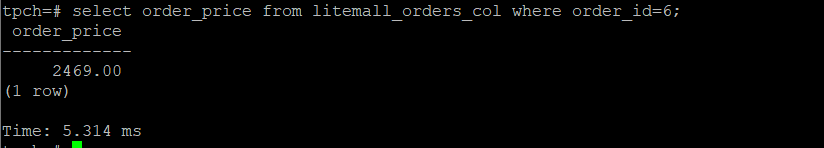 tpch=# select order_price from litemall_orders_col where order_id=6;
 order_price
-------------
     2469.00
(1 row)

Time: 5.314 ms